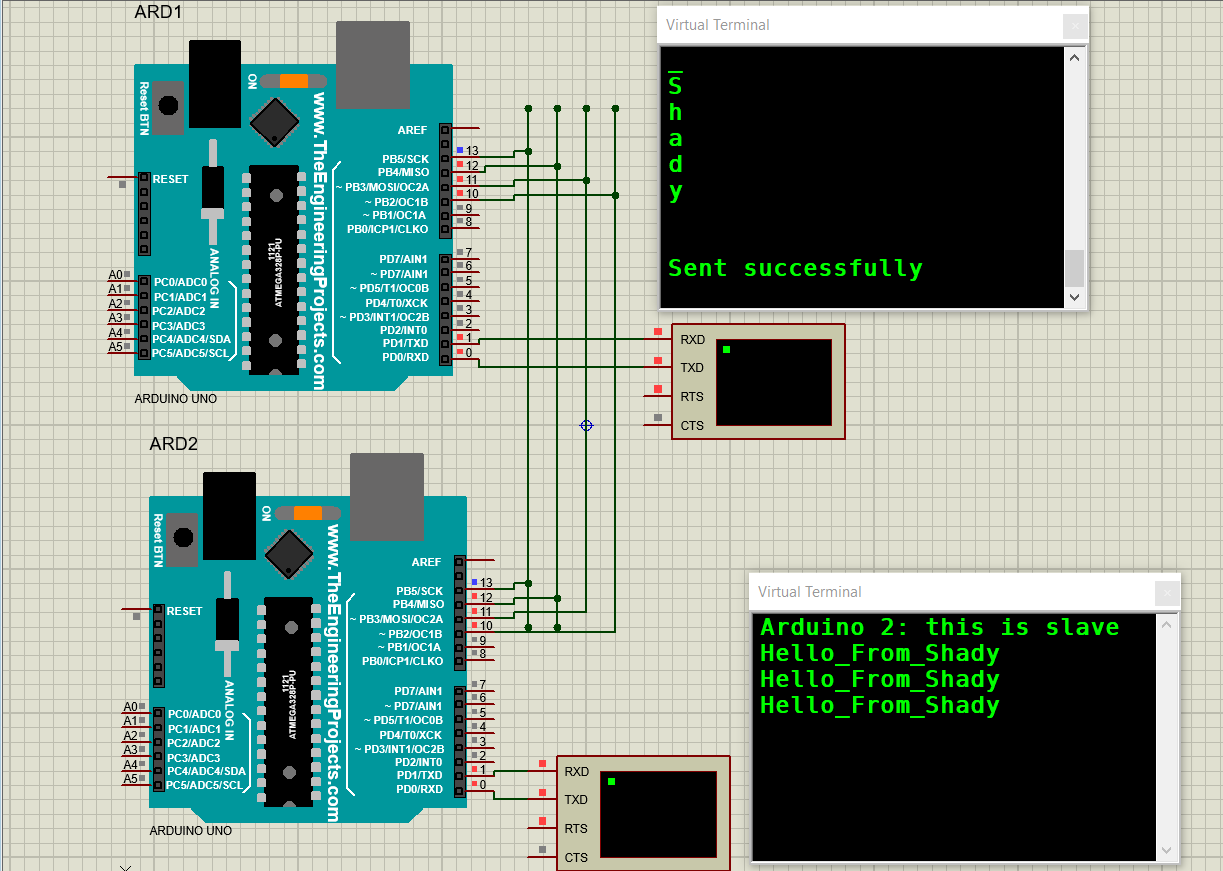 ARD1
Reset BTN
ON
www.TheEngineeringProjects.com
AREF
PB5/SCK 13
PB4/MISO 12
~ PB3/MOSI/OC2A 11
~ PB2/OC1B 10
~ PB1/OC1A 9
PB0/ICP1/CLKO 8
RESET
1121
ATMEGA328P-PU
ANALOG IN
PD7/AIN1 7
~ PD7/AIN1 6
~ PD5/T1/OC0B 5
PD4/T0/XCK 4
~ PD3/INT1/OC2B 3
PD2/INT0 2
PD1/TXD 1
PD0/RXD 0
A0 PC0/ADC0
A1 PC1/ADC1
A2 PC2/ADC2
A3 PC3/ADC3
A4 PC4/ADC4/SDA
A5 PC5/ADC5/SCL
ARDUINO UNO
Virtual Terminal
_
S
h
a
d
y
Sent successfully
RXD
TXD
RTS
CTS
ARD2
Reset BTN
ON
www.TheEngineeringProjects.com
AREF
PB5/SCK 13
PB4/MISO 12
~ PB3/MOSI/OC2A 11
~ PB2/OC1B 10
~ PB1/OC1A 9
PB0/ICP1/CLKO 8
RESET
1121
ATMEGA328P-PU
ANALOG IN
PD7/AIN1 7
~ PD7/AIN1 6
~ PD5/T1/OC0B 5
PD4/T0/XCK 4
~ PD3/INT1/OC2B 3
PD2/INT0 2
PD1/TXD 1
PD0/RXD 0
A0 PC0/ADC0
A1 PC1/ADC1
A2 PC2/ADC2
A3 PC3/ADC3
A4 PC4/ADC4/SDA
A5 PC5/ADC5/SCL
ARDUINO UNO
RXD
TXD
RTS
CTS
Virtual Terminal
Arduino 2: this is slave
Hello_From_Shady
Hello_From_Shady
Hello_From_Shady